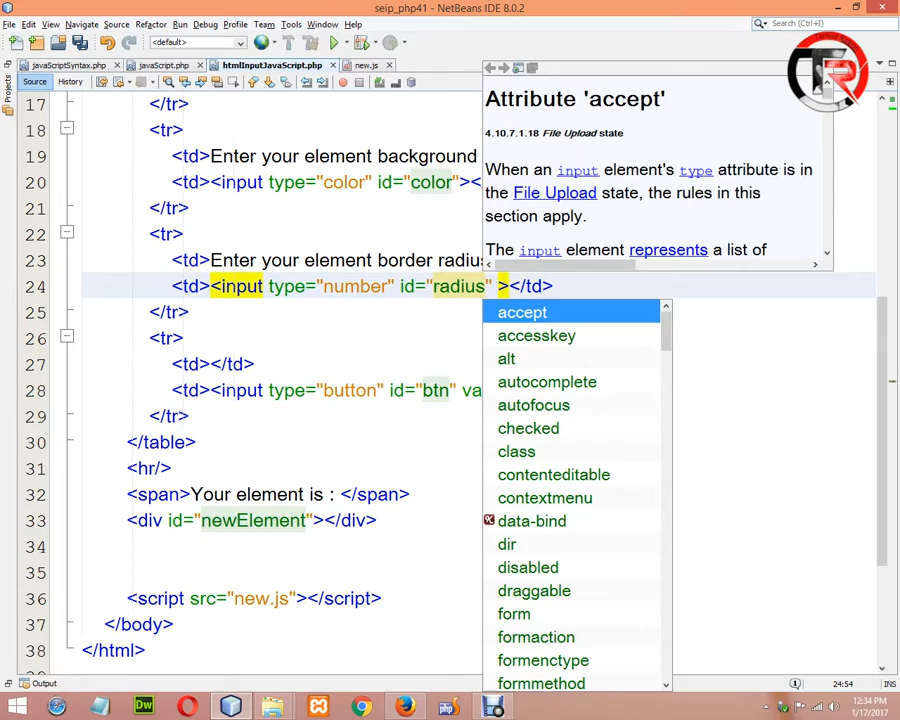 seip_php41 - NetBeans IDE 8.0.2
File Edit View Navigate Source Refactor Run Debug Profile Team Tools Window Help
Search (Ctrl+I)
<default>
javaScriptSyntax.php javaScript.php htmlInputJavaScript.php new.js
Source History
Projects
17 </tr>
18 <tr>
19 <td>Enter your element background
20 <td><input type="color" id="color"><
21 </tr>
22 <tr>
23 <td>Enter your element border radius
24 <td><input type="number" id="radius" ></td>
25 </tr>
26 <tr>
27 <td></td>
28 <td><input type="button" id="btn" va
29 </tr>
30 </table>
31 <hr/>
32 <span>Your element is : </span>
33 <div id="newElement"></div>
34
35
36 <script src="new.js"></script>
37 </body>
38 </html>
Attribute 'accept'
4.10.7.1.18 File Upload state
When an input element's type attribute is in
the File Upload state, the rules in this
section apply.
The input element represents a list of
accept
accesskey
alt
autocomplete
autofocus
checked
class
contenteditable
contextmenu
data-bind
dir
disabled
draggable
form
formaction
formenctype
formmethod
TR
Output
24:54 INS
Dw
php
12:34 PM
1/17/2017